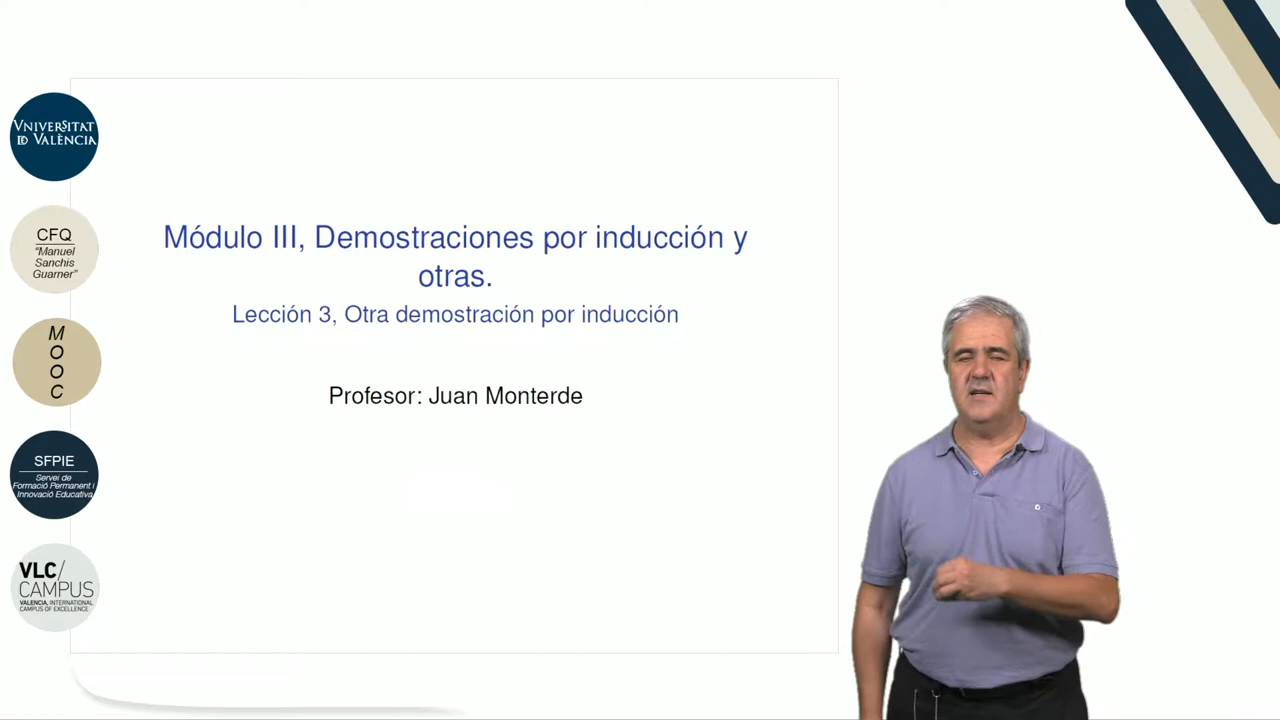 VNIVERSITAT
ID VALÈNCIA
CFQ
“Manuel
Sanchis
Guarner”
M
O
O
C
SFPIE
Servei de
Formació Permanent i
Innovació Educativa
VLC/
CAMPUS
VALENCIA, INTERNATIONAL
CAMPUS OF EXCELLENCE
Módulo III, Demostraciones por inducción y
otras.
Lección 3, Otra demostración por inducción
Profesor: Juan Monterde